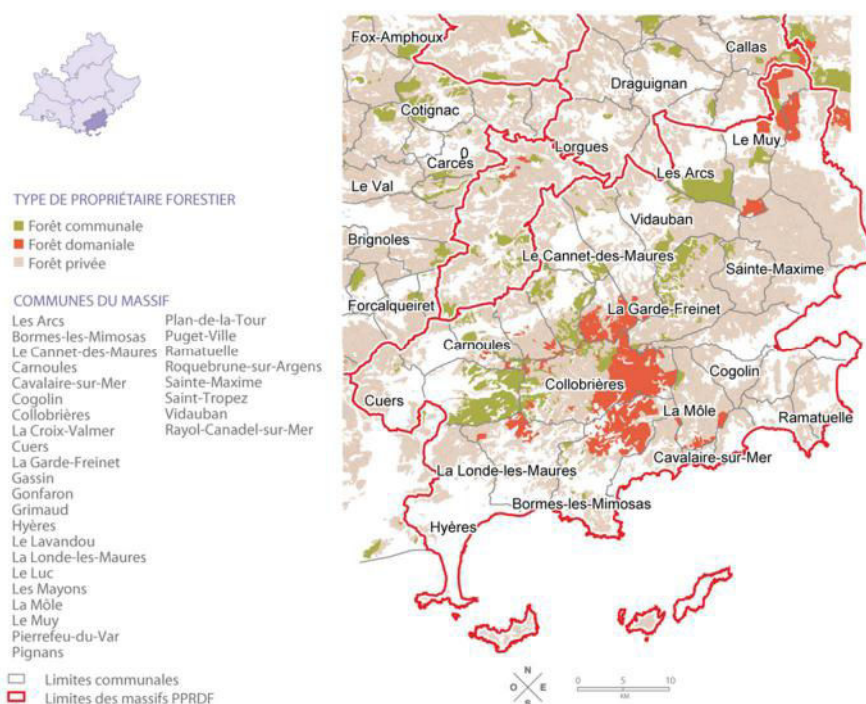 TYPE DE PROPRIÉTAIRE FORESTIER
Forêt communale
Forêt domaniale
Forêt privée
COMMUNES DU MASSIF
Les Arcs
Bormes-les-Mimosas
Le Cannet-des-Maures
Carnoules
Cavalaire-sur-Mer
Cogolin
Collobrières
La Croix-Valmer
Cuers
La Garde-Freinet
Gassin
Gonfaron
Grimaud
Hyères
Le Lavandou
La Londe-les-Maures
Le Luc
Les Mayons
La Môle
Le Muy
Pierrefeu-du-Var
Pignans
Plan-de-la-Tour
Puget-Ville
Ramatuelle
Roquebrune-sur-Argens
Sainte-Maxime
Saint-Tropez
Vidauban
Rayol-Canadel-sur-Mer
Limites communales
Limites des massifs PPRDF
Fox-Amphoux
Callas
Draguignan
Cotignac
Le Muy
0
Lorgues
Carcès
Les Arcs
Le Val
Vidauban
Brignoles
Le Cannet-des-Maures
Sainte-Maxime
Forcalqueiret
La Garde-Freinet
Carnoules
Cogolin
Collobrières
Cuers
La Môle
Ramatuelle
Cavalaire-sur-Mer
La Londe-les-Maures
Bormes-les-Mimosas
Hyères
N
O E
S
0 5 10
KM